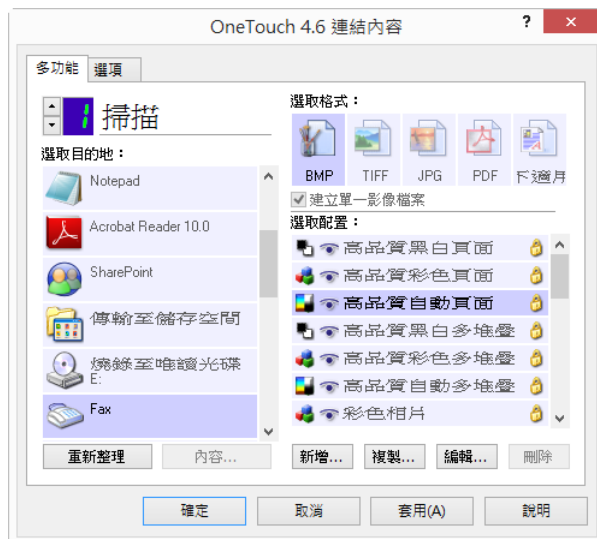 OneTouch 4.6 連結內容
?
多功能
選項
1 掃描
選取目的地：
Notepad
Acrobat Reader 10.0
SharePoint
傳輸至儲存空間
燒錄至唯讀光碟
E:
Fax
重新整理
內容...
選取格式：
BMP
TIFF
JPG
PDF
不適用
建立單一影像檔案
選取配置：
高品質黑白頁面
高品質彩色頁面
高品質自動頁面
高品質黑白多堆疊
高品質彩色多堆疊
高品質自動多堆疊
彩色相片
新增...
複製...
編輯...
刪除
確定
取消
套用(A)
說明